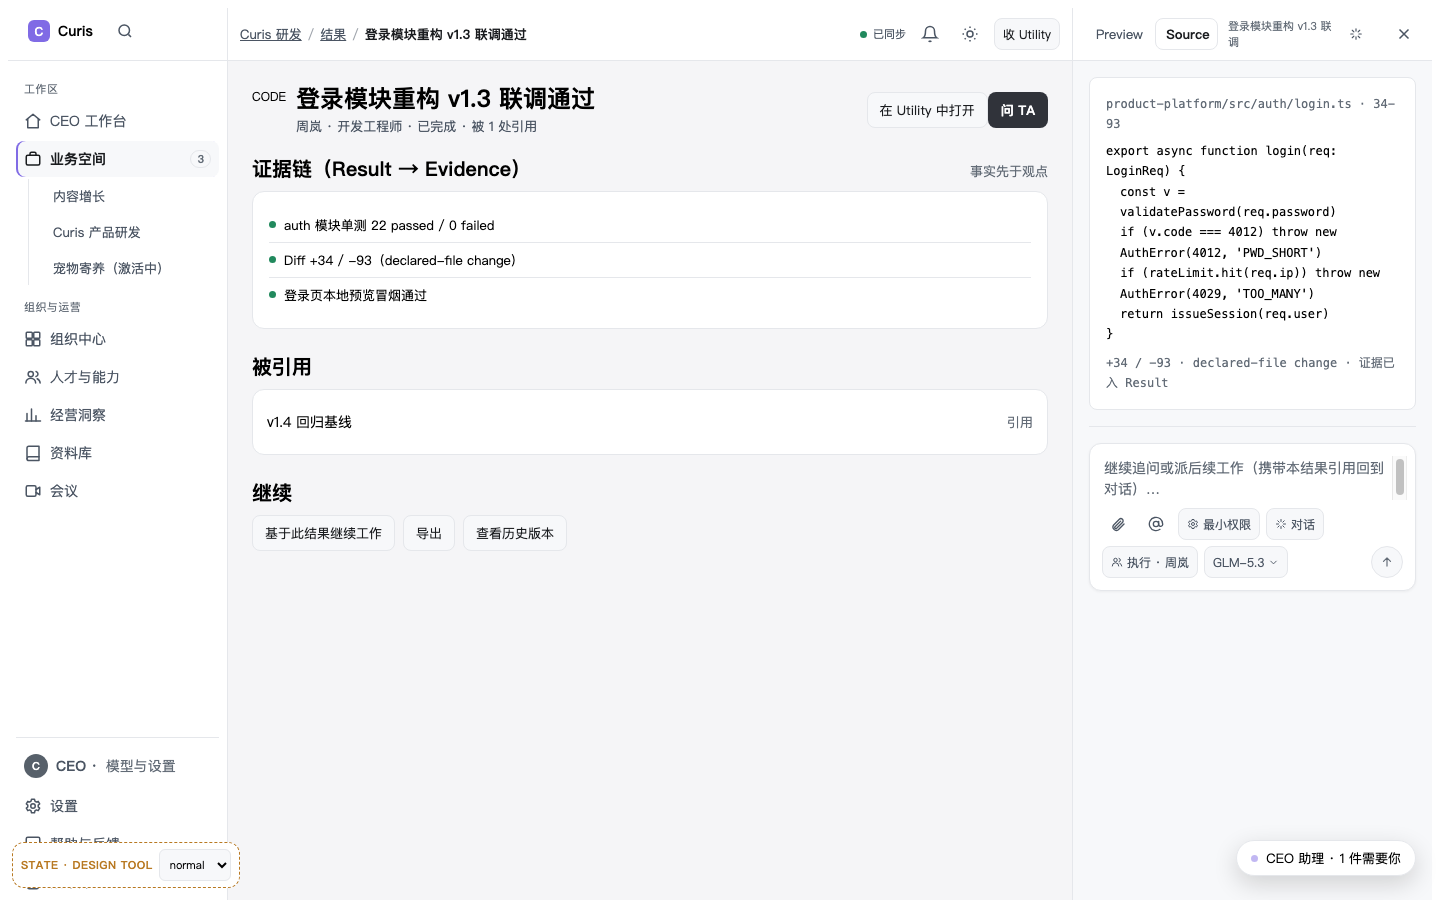 C Curis
工作区
CEO 工作台
业务空间 3
内容增长
Curis 产品研发
宠物寄养（激活中）
组织与运营
组织中心
人才与能力
经营洞察
资料库
会议
C CEO · 模型与设置
设置
STATE · DESIGN TOOL normal
Curis 研发 / 结果 / 登录模块重构 v1.3 联调通过
已同步
收 Utility
CODE 登录模块重构 v1.3 联调通过
周岚 · 开发工程师 · 已完成 · 被 1 处引用
在 Utility 中打开
问 TA
证据链（Result → Evidence）
事实先于观点
auth 模块单测 22 passed / 0 failed
Diff +34 / −93（declared-file change）
登录页本地预览冒烟通过
被引用
v1.4 回归基线
引用
继续
基于此结果继续工作
导出
查看历史版本
Preview
Source
登录模块重构 v1.3 联
调
product-platform/src/auth/login.ts · 34–
93
export async function login(req:
LoginReq) {
const v =
validatePassword(req.password)
if (v.code === 4012) throw new
AuthError(4012, 'PWD_SHORT')
if (rateLimit.hit(req.ip)) throw new
AuthError(4029, 'TOO_MANY')
return issueSession(req.user)
}
+34 / −93 · declared-file change · 证据已
入 Result
继续追问或派后续工作（携带本结果引用回到
对话）…
最小权限
对话
执行 · 周岚
GLM-5.3
CEO 助理 · 1 件需要你